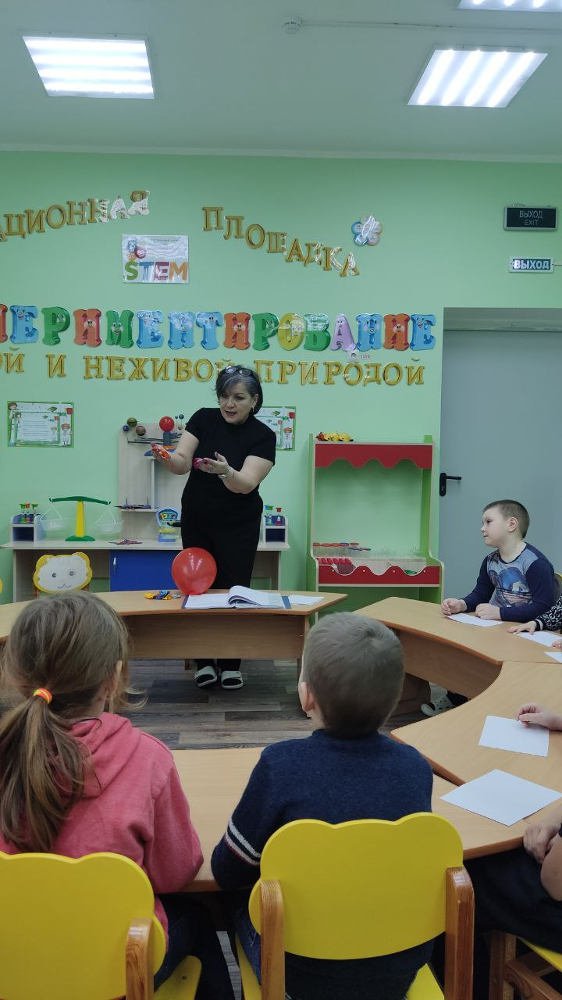 АЦИОННАЯ ПЛОЩАДКА
STEM
ПЕРИМЕНТИРОВАНИЕ
ОЙ И НЕЖИВОЙ ПРИРОДОЙ
ВЫХОД
EXIT
ВЫХОД